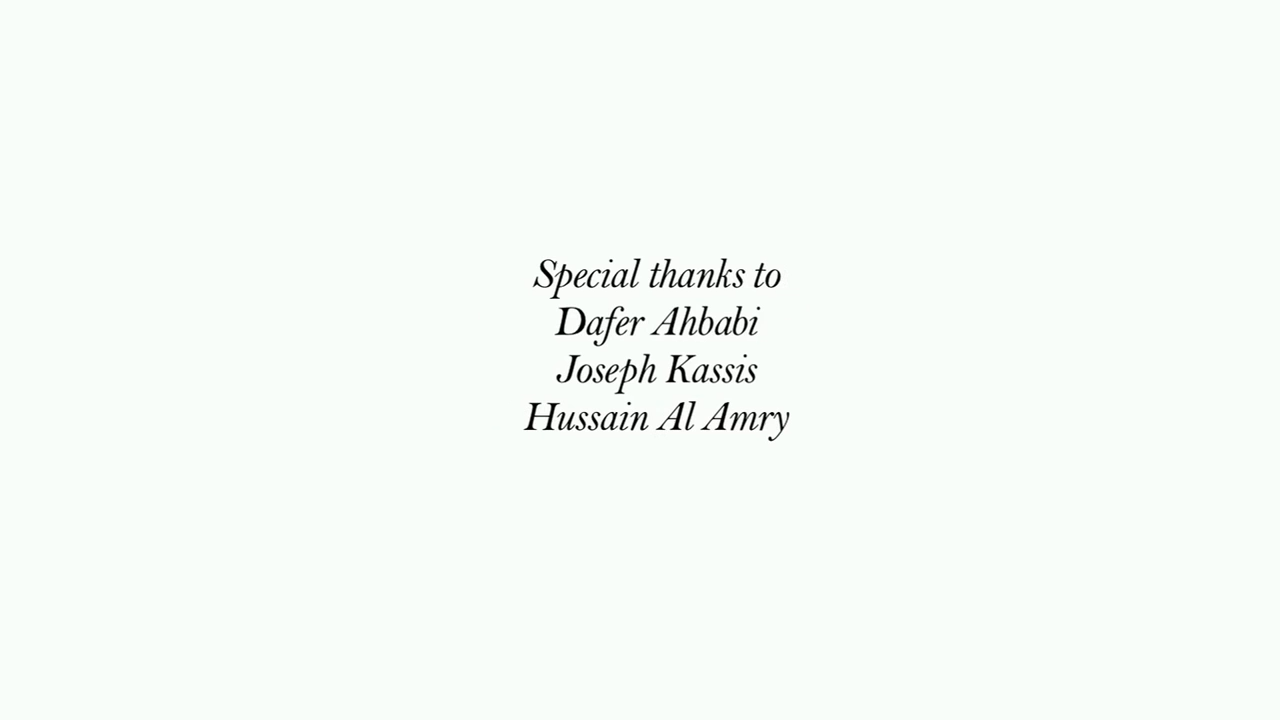 Special thanks to
Dafer Ahbabi
Joseph Kassis
Hussain Al Amry